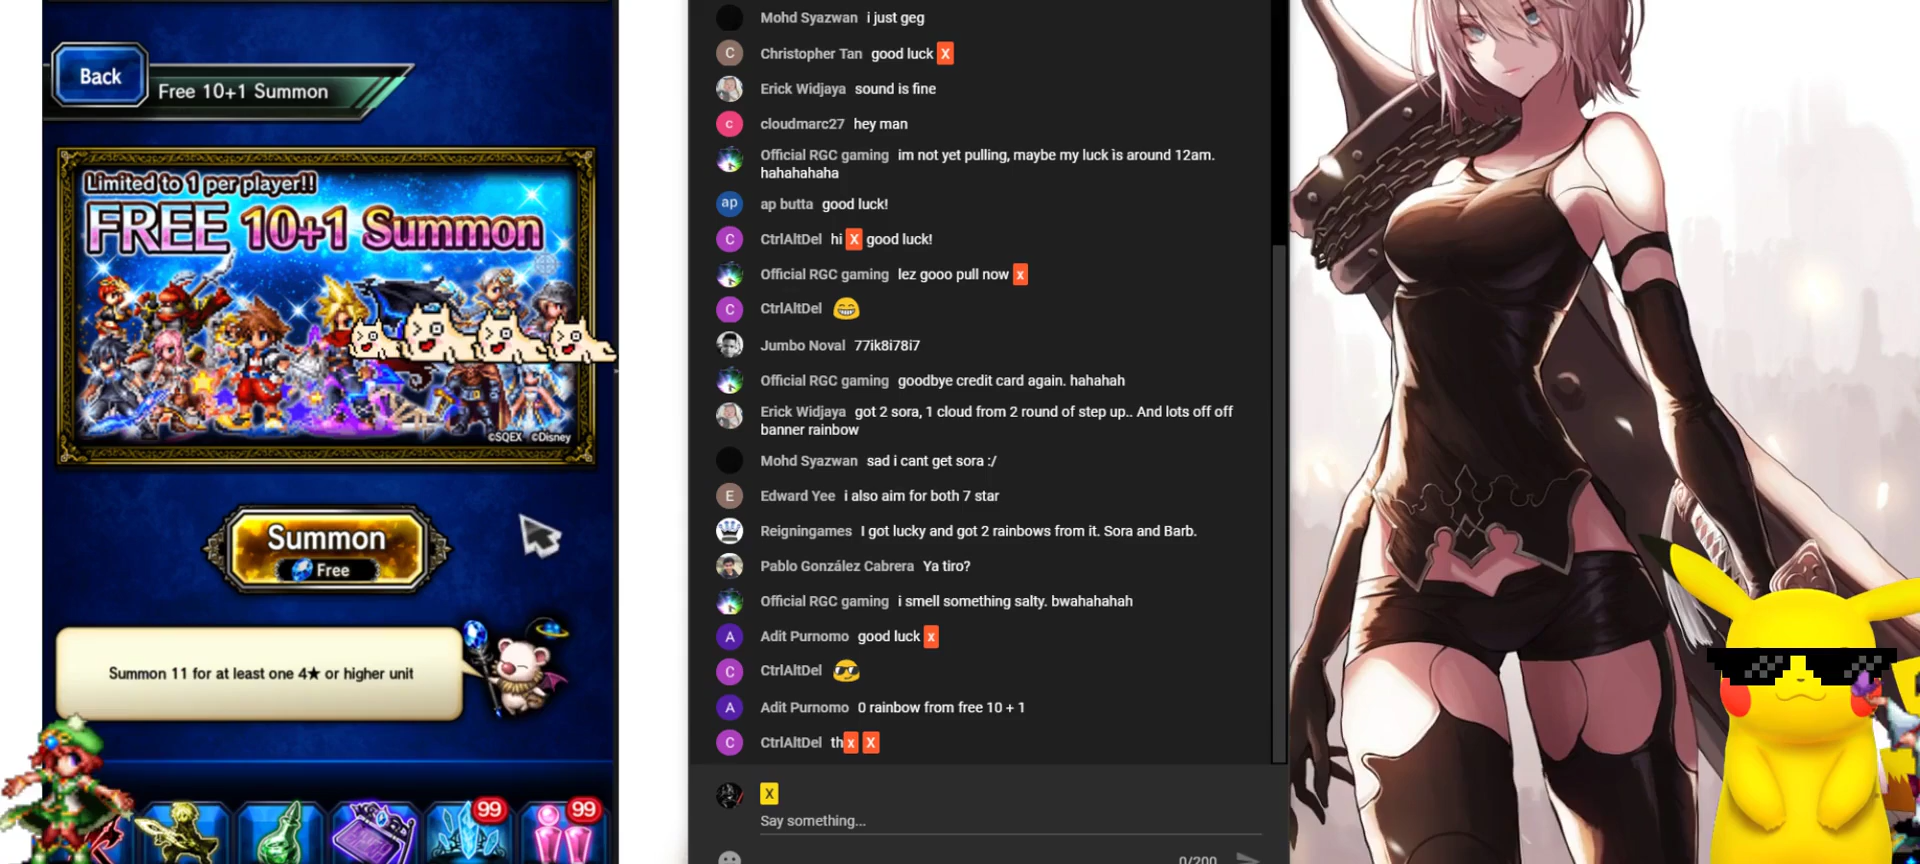 Back
Free 10+1 Summon
Limited to 1 per player!!
FREE 10+1 Summon
©SQEX ©Disney
Summon
Free
Summon 11 for at least one 4★ or higher unit
99
99
Mohd Syazwan i just geg
C Christopher Tan good luck X
Erick Widjaya sound is fine
c cloudmarc27 hey man
Official RGC gaming im not yet pulling, maybe my luck is around 12am.
hahahahaha
ap ap butta good luck!
C CtrlAltDel hi X good luck!
Official RGC gaming lez gooo pull now x
C CtrlAltDel 😁
Jumbo Noval 77ik8i78i7
Official RGC gaming goodbye credit card again. hahahah
Erick Widjaya got 2 sora, 1 cloud from 2 round of step up.. And lots off off
banner rainbow
Mohd Syazwan sad i cant get sora :/
E Edward Yee i also aim for both 7 star
Reigningames I got lucky and got 2 rainbows from it. Sora and Barb.
Pablo González Cabrera Ya tiro?
Official RGC gaming i smell something salty. bwahahahah
A Adit Purnomo good luck x
C CtrlAltDel 😎
A Adit Purnomo 0 rainbow from free 10 + 1
C CtrlAltDel thx X
X
Say something...
0/200